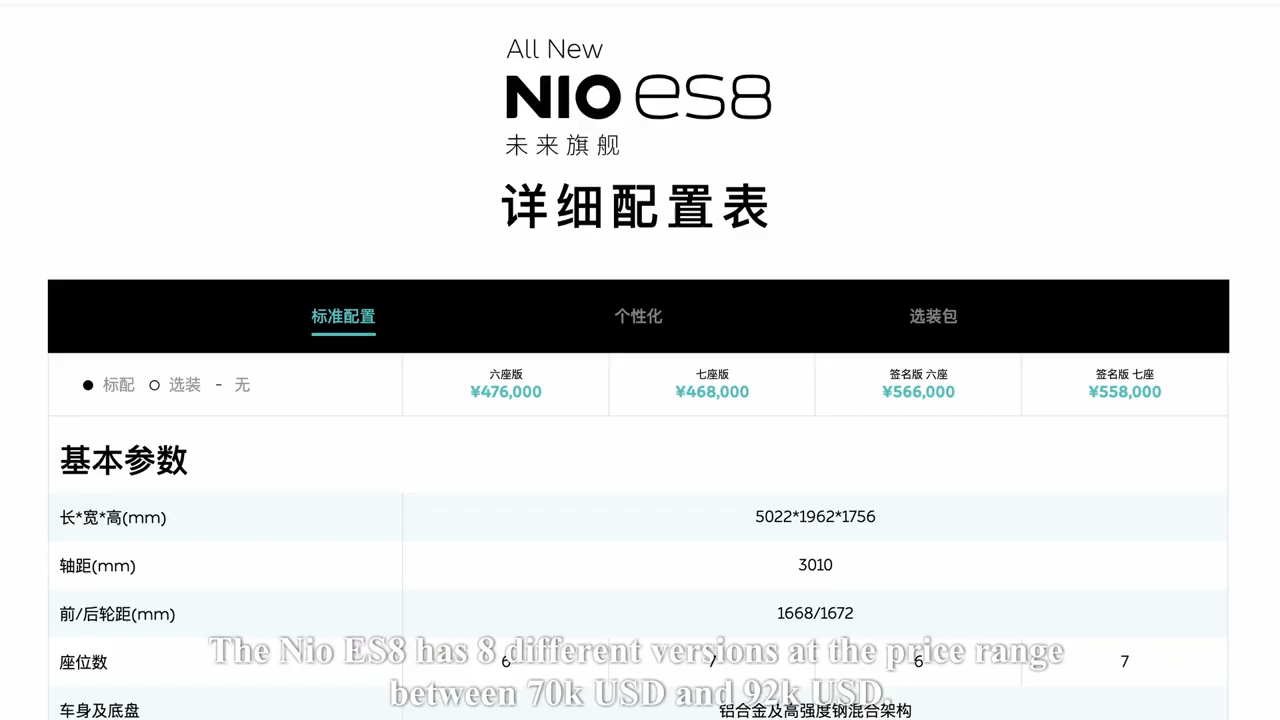 All New
NIO es8
未来旗舰
详细配置表
标准配置 个性化 选装包
● 标配 ○ 选装 - 无
六座版 七座版 签名版 六座 签名版 七座
¥476,000 ¥468,000 ¥566,000 ¥558,000
基本参数
长*宽*高(mm) 5022*1962*1756
轴距(mm) 3010
前/后轮距(mm) 1668/1672
座位数 6 7 6 7
The Nio ES8 has 8 different versions at the price range
between 70k USD and 92k USD.
车身及底盘 铝合金及高强度钢混合架构